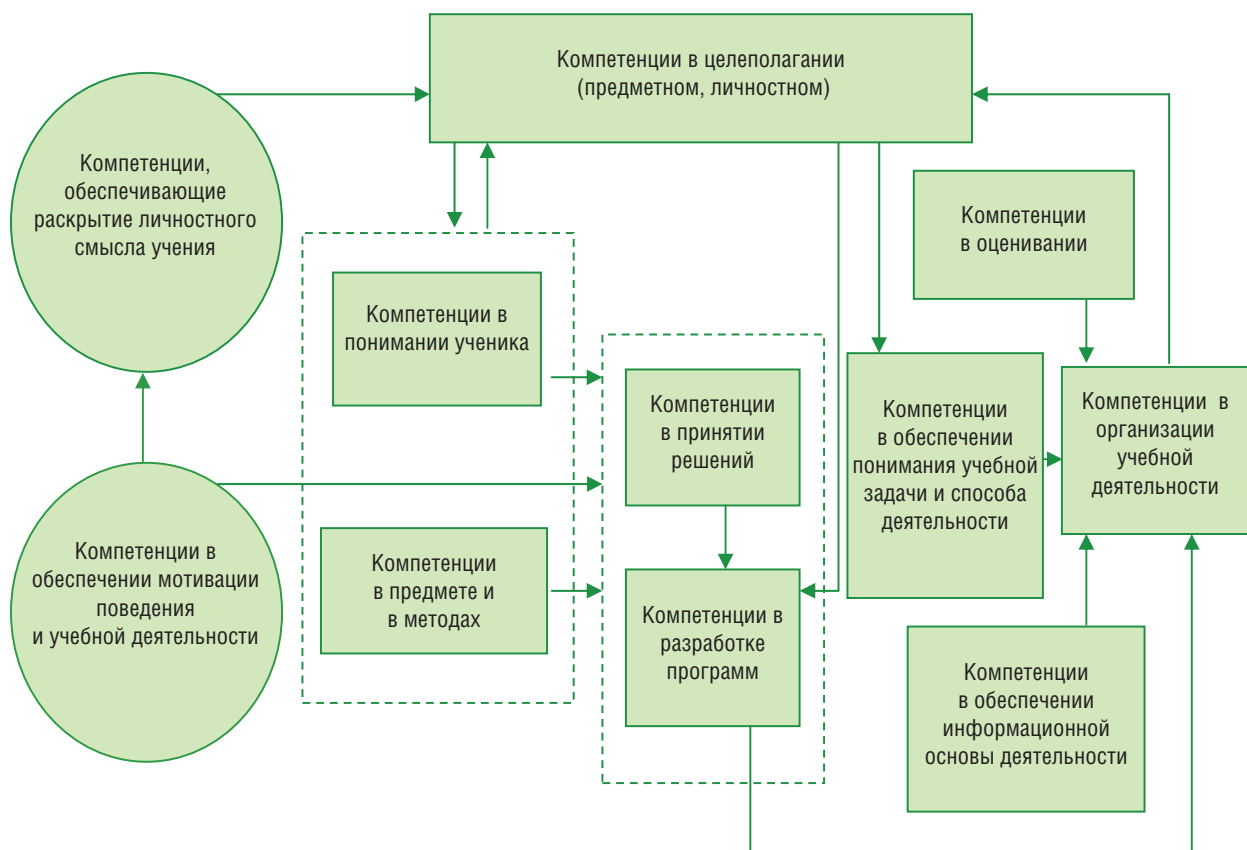 Компетенции в целеполагании
(предметном, личностном)
Компетенции,
обеспечивающие
раскрытие личностного
смысла учения
Компетенции
в оценивании
Компетенции в
понимании ученика
Компетенции
в принятии
решений
Компетенции
в обеспечении
понимания учебной
задачи и способа
деятельности
Компетенции в
организации
учебной
деятельности
Компетенции в
обеспечении мотивации
поведения
и учебной деятельности
Компетенции
в предмете и
в методах
Компетенции в
разработке
программ
Компетенции
в обеспечении
информационной
основы деятельности